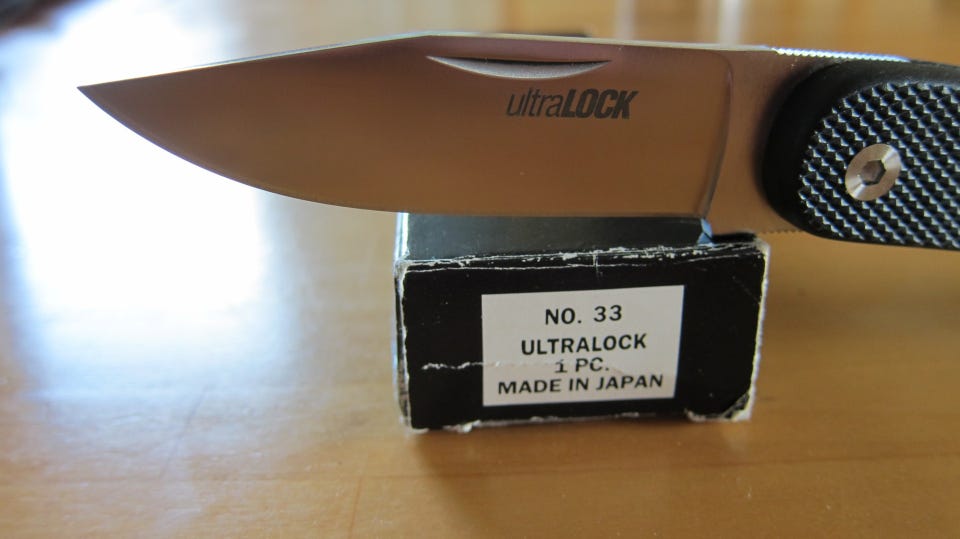 ultraLOCK
NO. 33
ULTRALOCK
1 PC.
MADE IN JAPAN